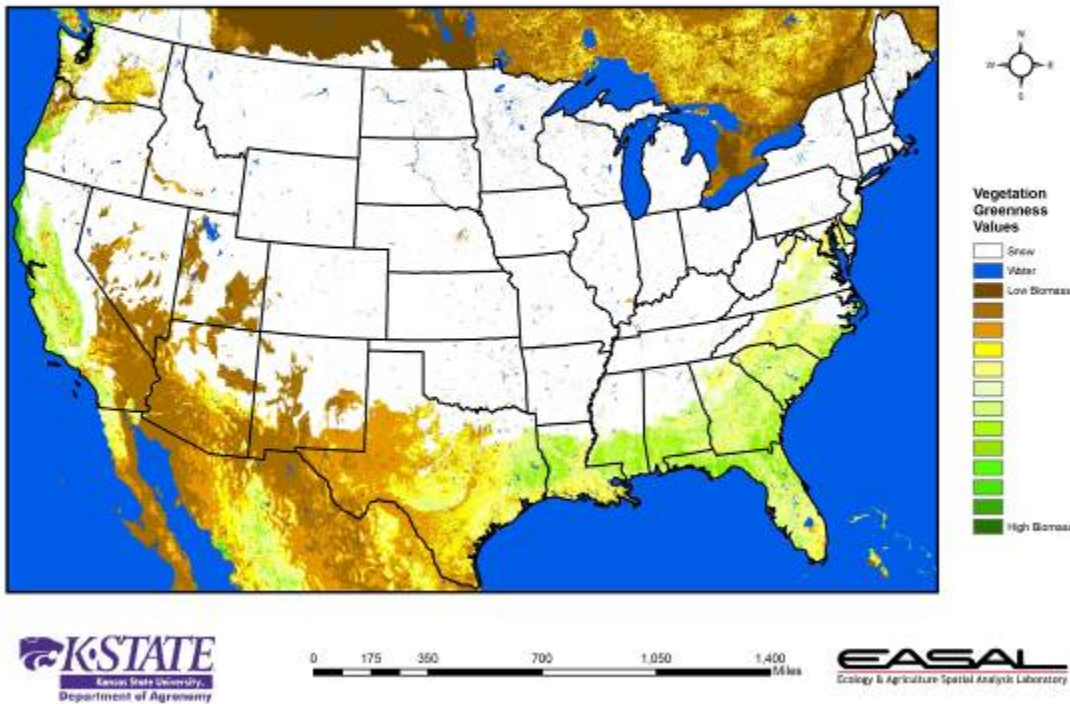 N
W E
S
Vegetation
Greenness
Values
Snow
Water
Low Biomass
High Biomass
K-STATE
Kansas State University.
Department of Agronomy
0 175 350 700 1,050 1,400
Miles
EASAL
Ecology & Agriculture Spatial Analysis Laboratory